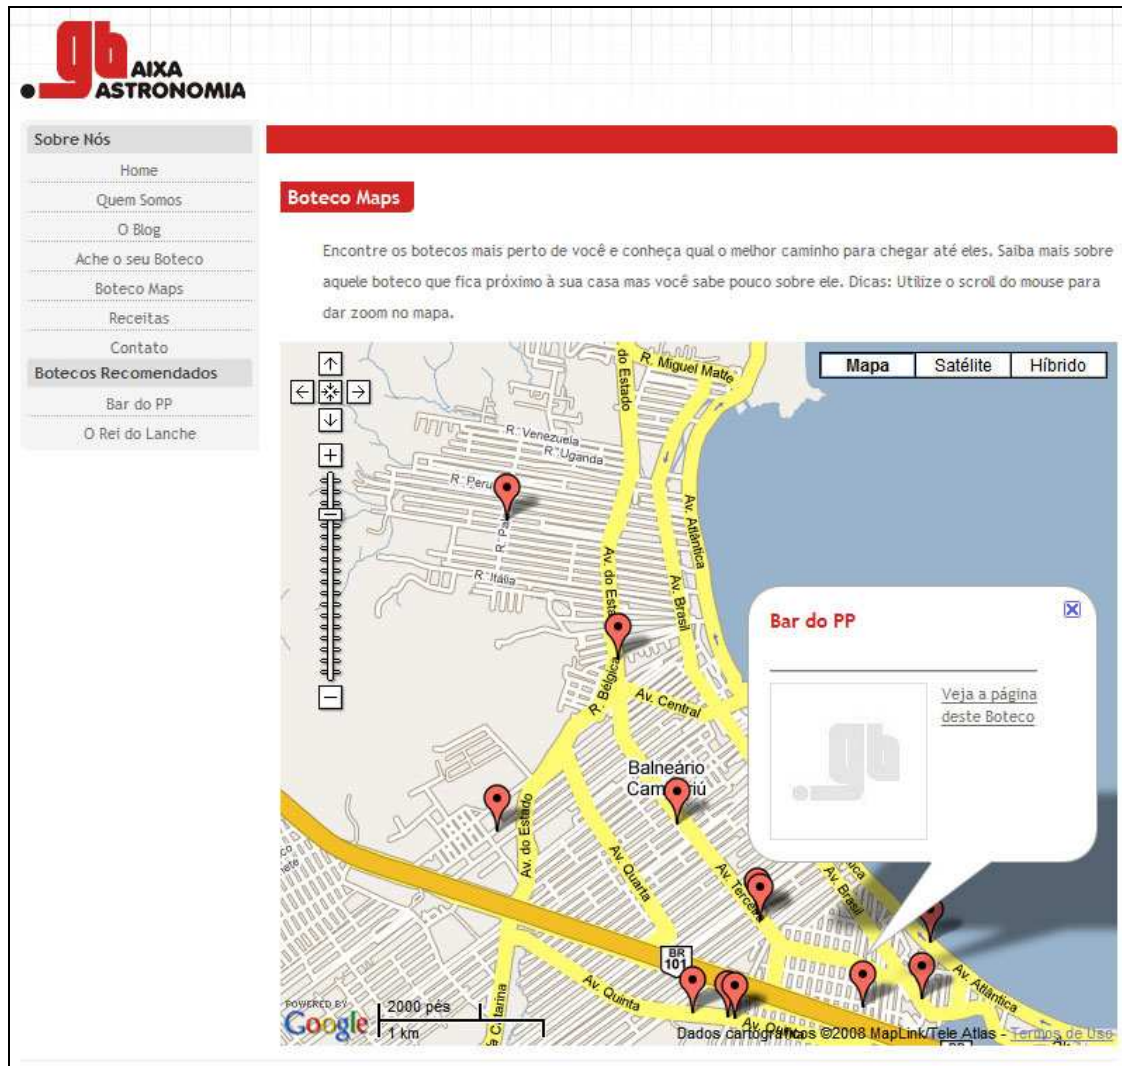 .gb
AIXA
ASTRONOMIA
Sobre Nós
Home
Quem Somos
O Blog
Ache o seu Boteco
Boteco Maps
Receitas
Contato
Botecos Recomendados
Bar do PP
O Rei do Lanche
Boteco Maps
Encontre os botecos mais perto de você e conheça qual o melhor caminho para chegar até eles. Saiba mais sobre
aquele boteco que fica próximo à sua casa mas você sabe pouco sobre ele. Dicas: Utilize o scroll do mouse para
dar zoom no mapa.
Mapa Satélite Híbrido
do Estado
R. Miguel Matte
R. Venezuela
R. Uganda
R. Peru
R. Itália
Av. Atlântica
Av. do Estado
Av. Brasil
R. Bélgica
Av. Central
Bar do PP
Veja a página
deste Boteco
.gb
Balneário
Av. do Estado
Av. Quarta
Av. Terceira
Av. Brasil
BR
101
Av. Quinta
Av. Atlântica
POWERED BY
Google
2000 pés
1 km
Dados cartográficos ©2008 MapLink/Tele Atlas - Termos de Uso